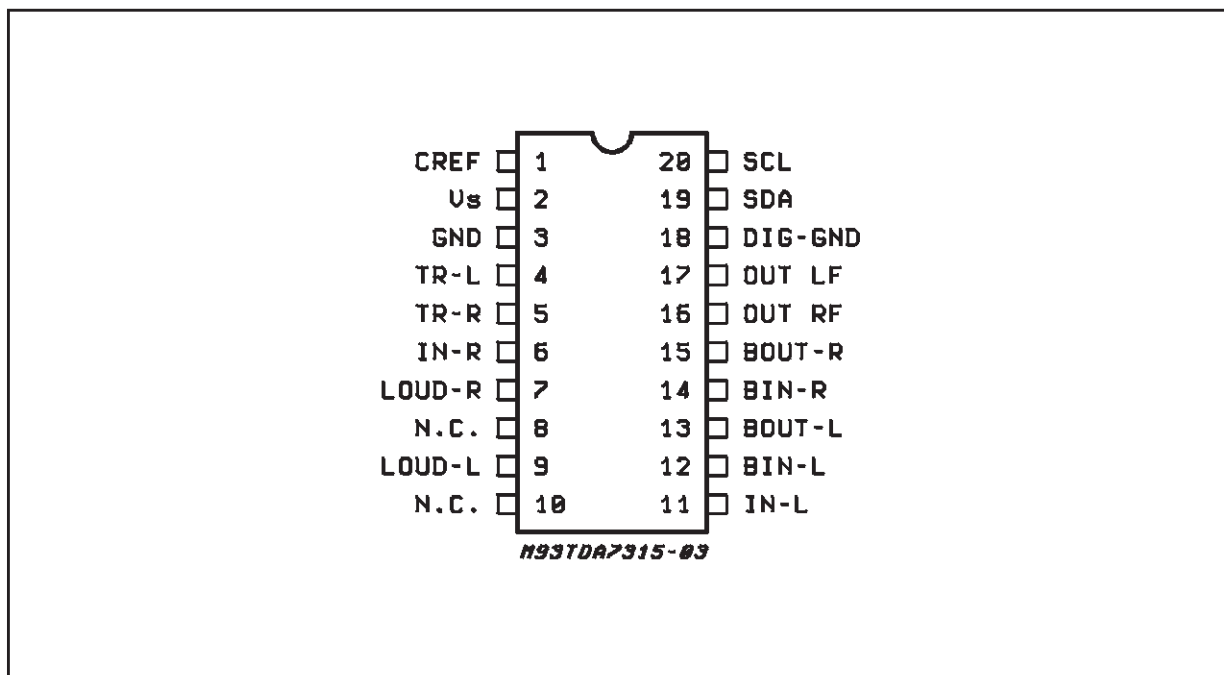 CREF 1 20 SCL
Vs 2 19 SDA
GND 3 18 DIG-GND
TR-L 4 17 OUT LF
TR-R 5 16 OUT RF
IN-R 6 15 BOUT-R
LOUD-R 7 14 BIN-R
N.C. 8 13 BOUT-L
LOUD-L 9 12 BIN-L
N.C. 10 11 IN-L
M93TDA7315-03